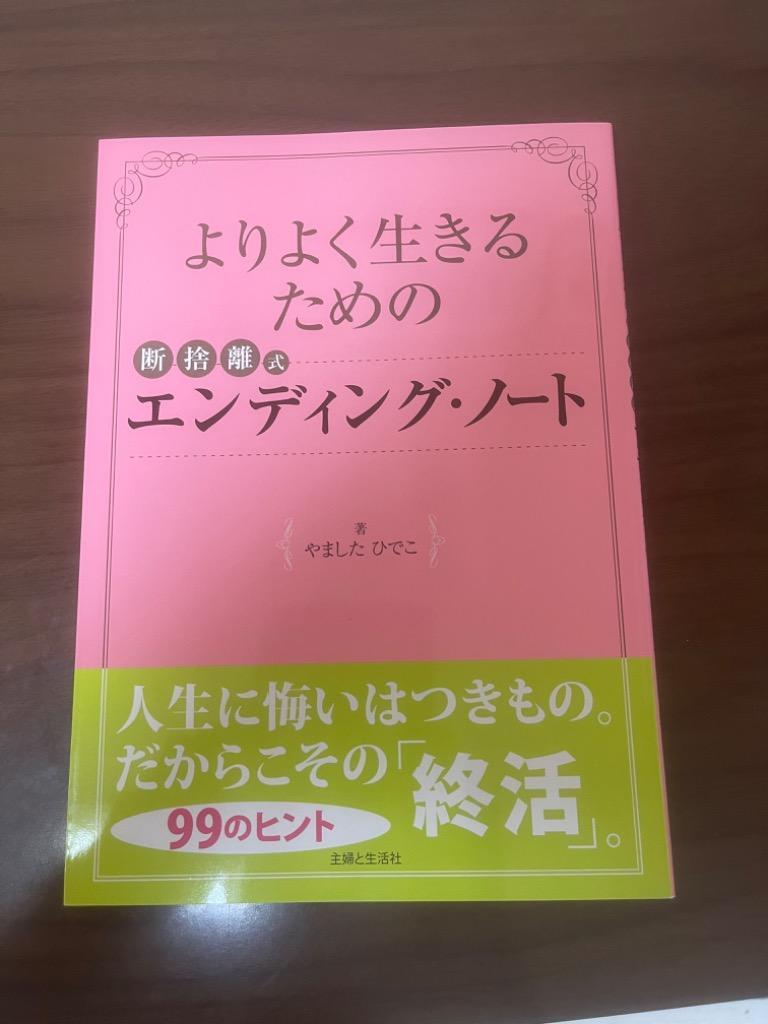 よりよく生きる
ための
断捨離式
エンディング・ノート
著
やました ひでこ
人生に悔いはつきもの。
だからこその「終活」。
99のヒント
主婦と生活社